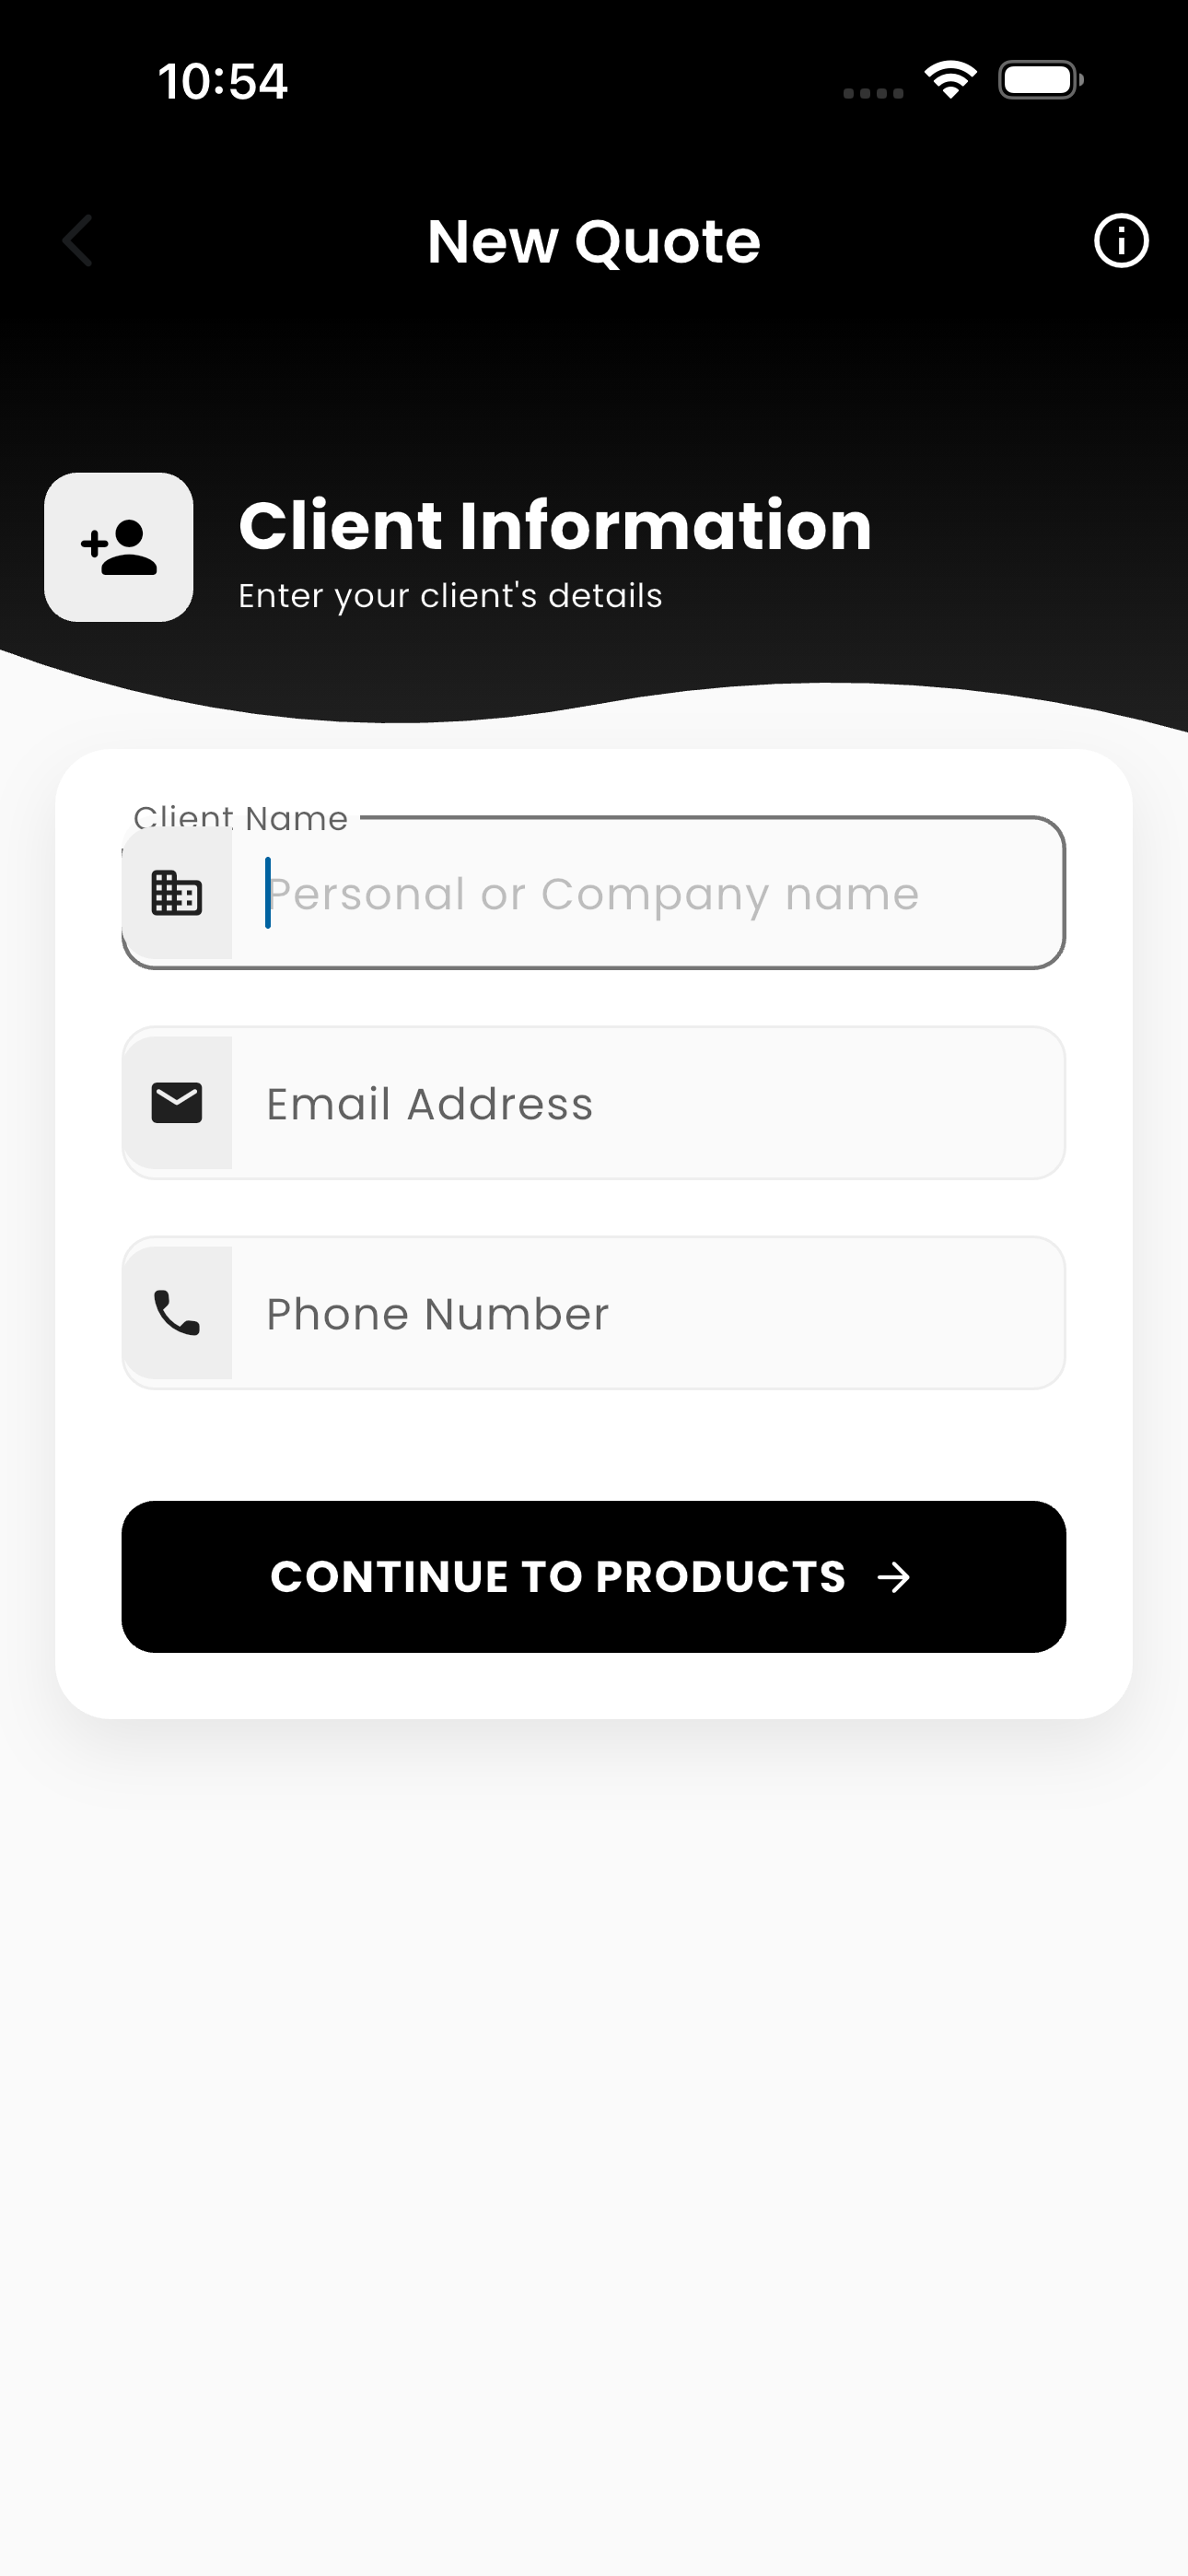 10:54
New Quote
Client Information
Enter your client's details
Client Name
Personal or Company name
Email Address
Phone Number
CONTINUE TO PRODUCTS